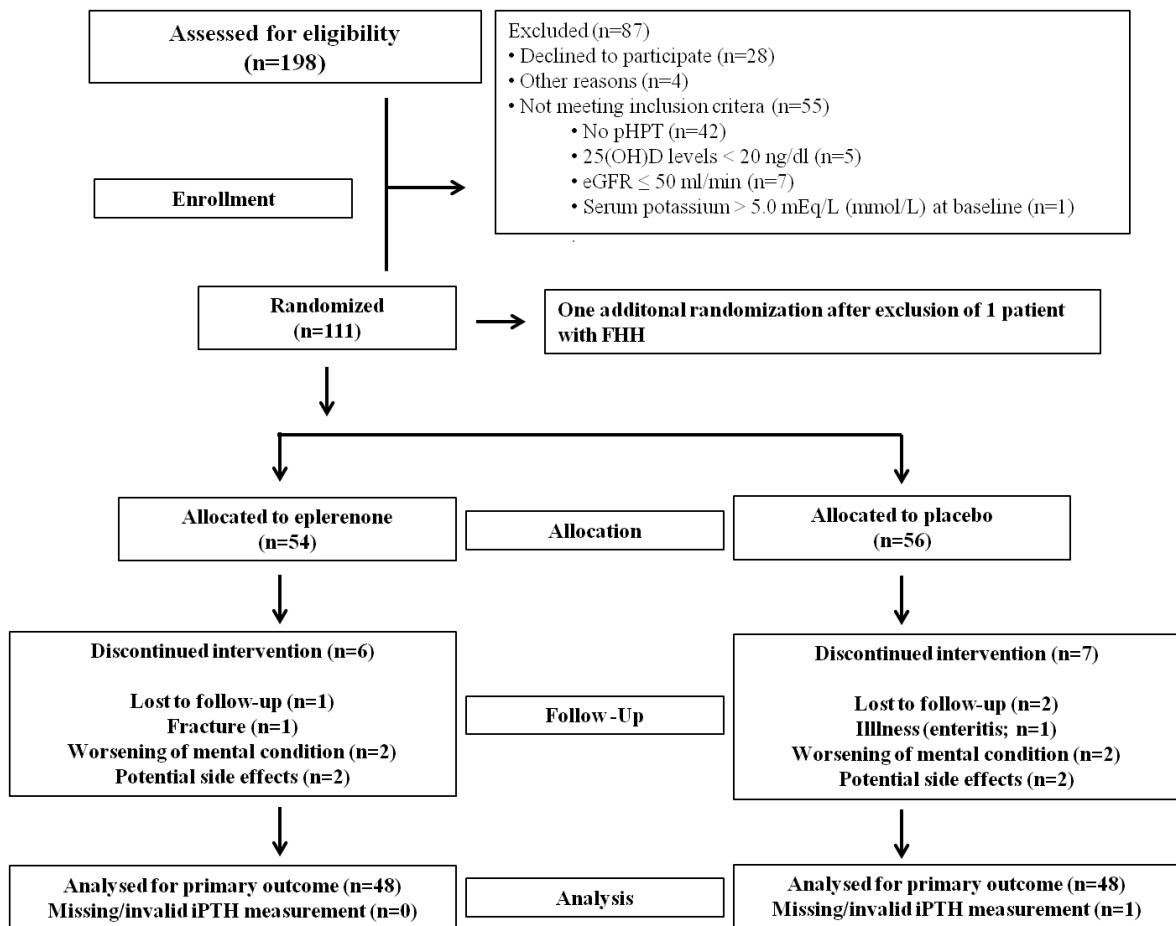 Assessed for eligibility
(n=198)
Excluded (n=87)
• Declined to participate (n=28)
• Other reasons (n=4)
• Not meeting inclusion critera (n=55)
• No pHPT (n=42)
• 25(OH)D levels < 20 ng/dl (n=5)
• eGFR ≤ 50 ml/min (n=7)
• Serum potassium > 5.0 mEq/L (mmol/L) at baseline (n=1)
Enrollment
Randomized
(n=111)
One additonal randomization after exclusion of 1 patient
with FHH
Allocated to eplerenone
(n=54)
Allocation
Allocated to placebo
(n=56)
Discontinued intervention (n=6)
Lost to follow-up (n=1)
Fracture (n=1)
Worsening of mental condition (n=2)
Potential side effects (n=2)
Follow -Up
Discontinued intervention (n=7)
Lost to follow-up (n=2)
Illlness (enteritis; n=1)
Worsening of mental condition (n=2)
Potential side effects (n=2)
Analysed for primary outcome (n=48)
Missing/invalid iPTH measurement (n=0)
Analysis
Analysed for primary outcome (n=48)
Missing/invalid iPTH measurement (n=1)